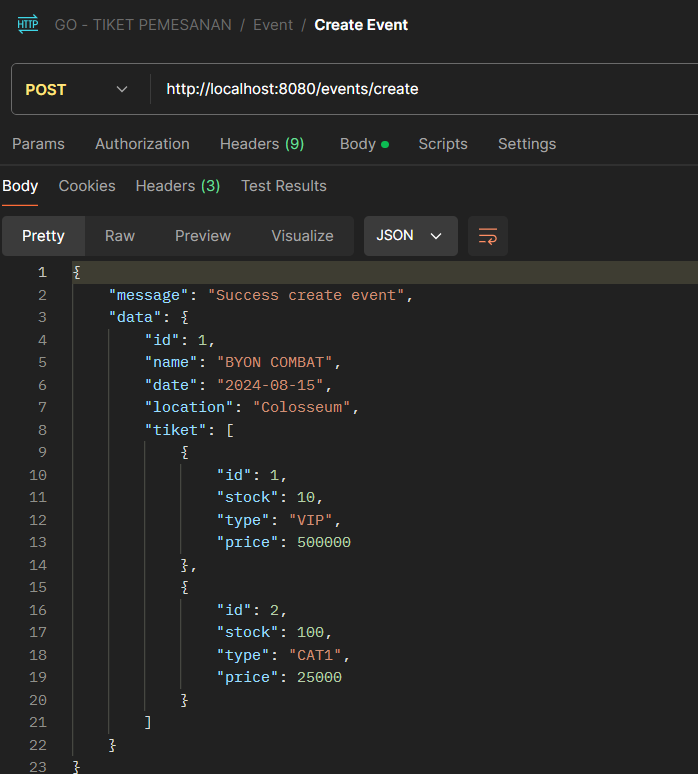 HTTP GO - TIKET PEMESANAN / Event / Create Event
POST http://localhost:8080/events/create
Params Authorization Headers (9) Body Scripts Settings
Body Cookies Headers (3) Test Results
Pretty Raw Preview Visualize JSON
1 {
2 "message": "Success create event",
3 "data": {
4 "id": 1,
5 "name": "BYON COMBAT",
6 "date": "2024-08-15",
7 "location": "Colosseum",
8 "tiket": [
9 {
10 "id": 1,
11 "stock": 10,
12 "type": "VIP",
13 "price": 500000
14 },
15 {
16 "id": 2,
17 "stock": 100,
18 "type": "CAT1",
19 "price": 25000
20 }
21 ]
22 }
23 }